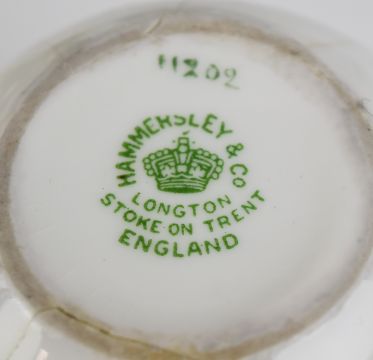 11202
HAMMERSLEY & CO
LONGTON
STOKE ON TRENT
ENGLAND